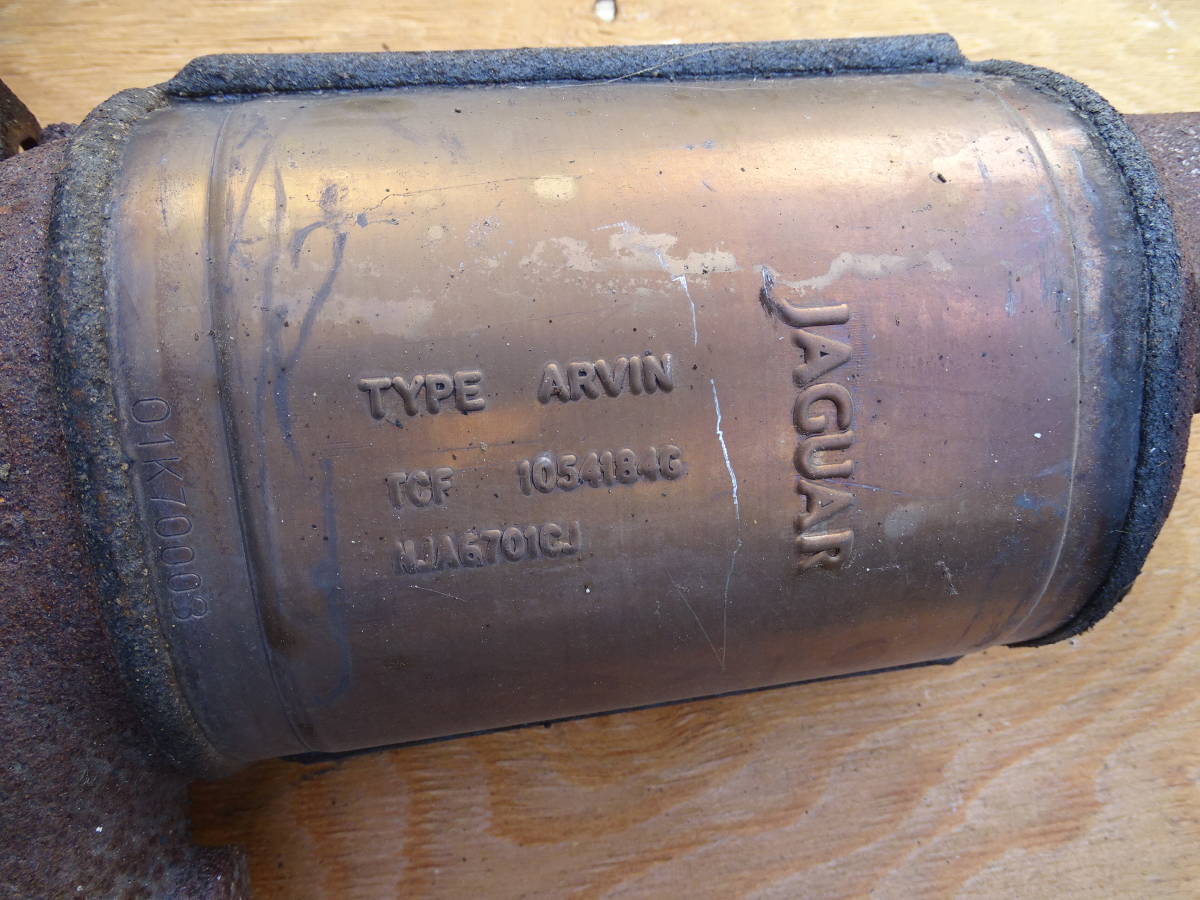 TYPE ARVIN
TCF 1054184G
MJA6701CJ
JAGUAR
01K70003